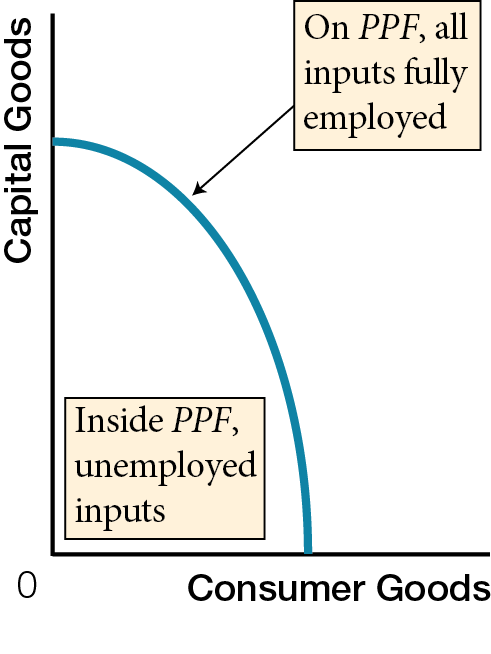 Capital Goods
On PPF, all
inputs fully
employed
Inside PPF,
unemployed
inputs
0
Consumer Goods